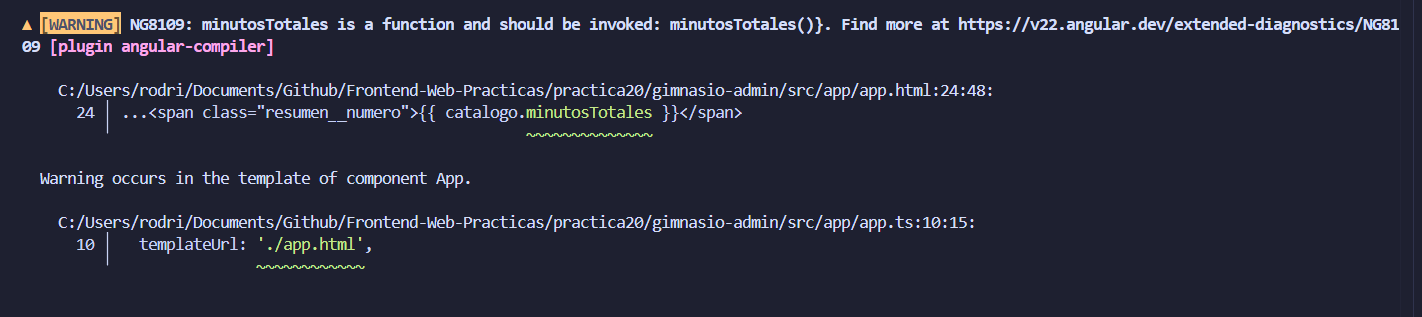 ▲ [WARNING] NG8109: minutosTotales is a function and should be invoked: minutosTotales()}. Find more at https://v22.angular.dev/extended-diagnostics/NG81
09 [plugin angular-compiler]
C:/Users/rodri/Documents/Github/Frontend-Web-Practicas/practica20/gimnasio-admin/src/app/app.html:24:48:
24 │ ...<span class="resumen__numero">{{ catalogo.minutosTotales }}</span>
╵ ~~~~~~~~~~~~~~
Warning occurs in the template of component App.
C:/Users/rodri/Documents/Github/Frontend-Web-Practicas/practica20/gimnasio-admin/src/app/app.ts:10:15:
10 │ templateUrl: './app.html',
╵ ~~~~~~~~~~~~